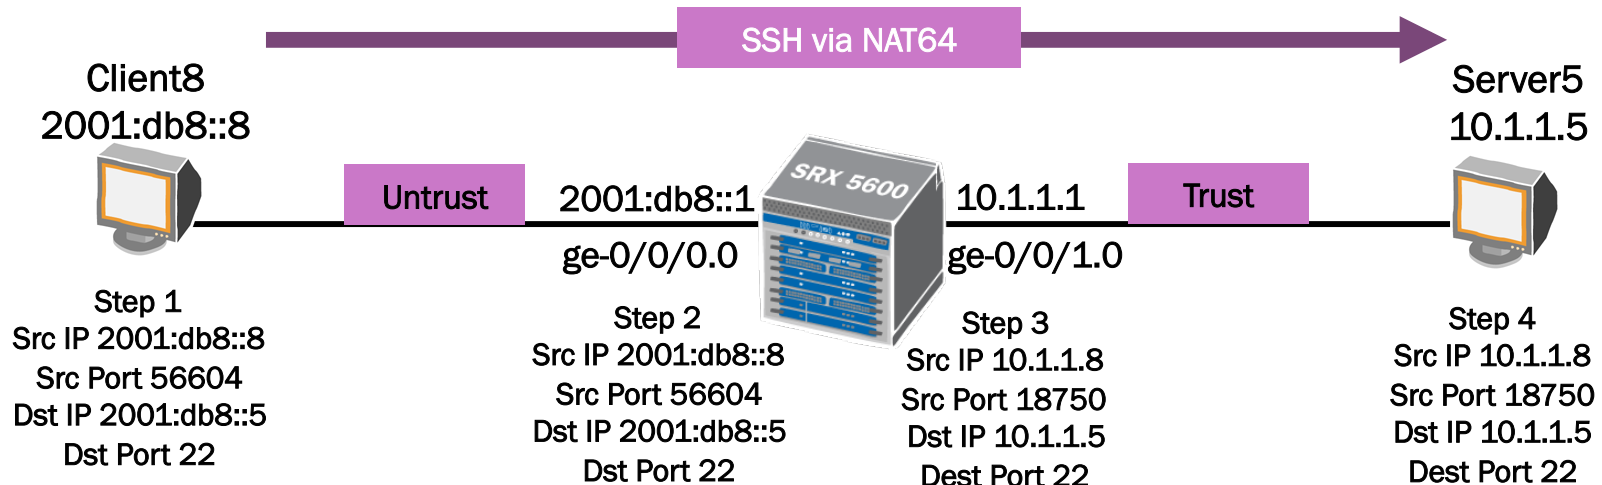 SSH via NAT64
Client8
2001:db8::8
Server5
10.1.1.5
Untrust
2001:db8::1
ge-0/0/0.0
SRX 5600
10.1.1.1
ge-0/0/1.0
Trust
Step 1
Src IP 2001:db8::8
Src Port 56604
Dst IP 2001:db8::5
Dst Port 22
Step 2
Src IP 2001:db8::8
Src Port 56604
Dst IP 2001:db8::5
Dst Port 22
Step 3
Src IP 10.1.1.8
Src Port 18750
Dst IP 10.1.1.5
Dest Port 22
Step 4
Src IP 10.1.1.8
Src Port 18750
Dst IP 10.1.1.5
Dest Port 22